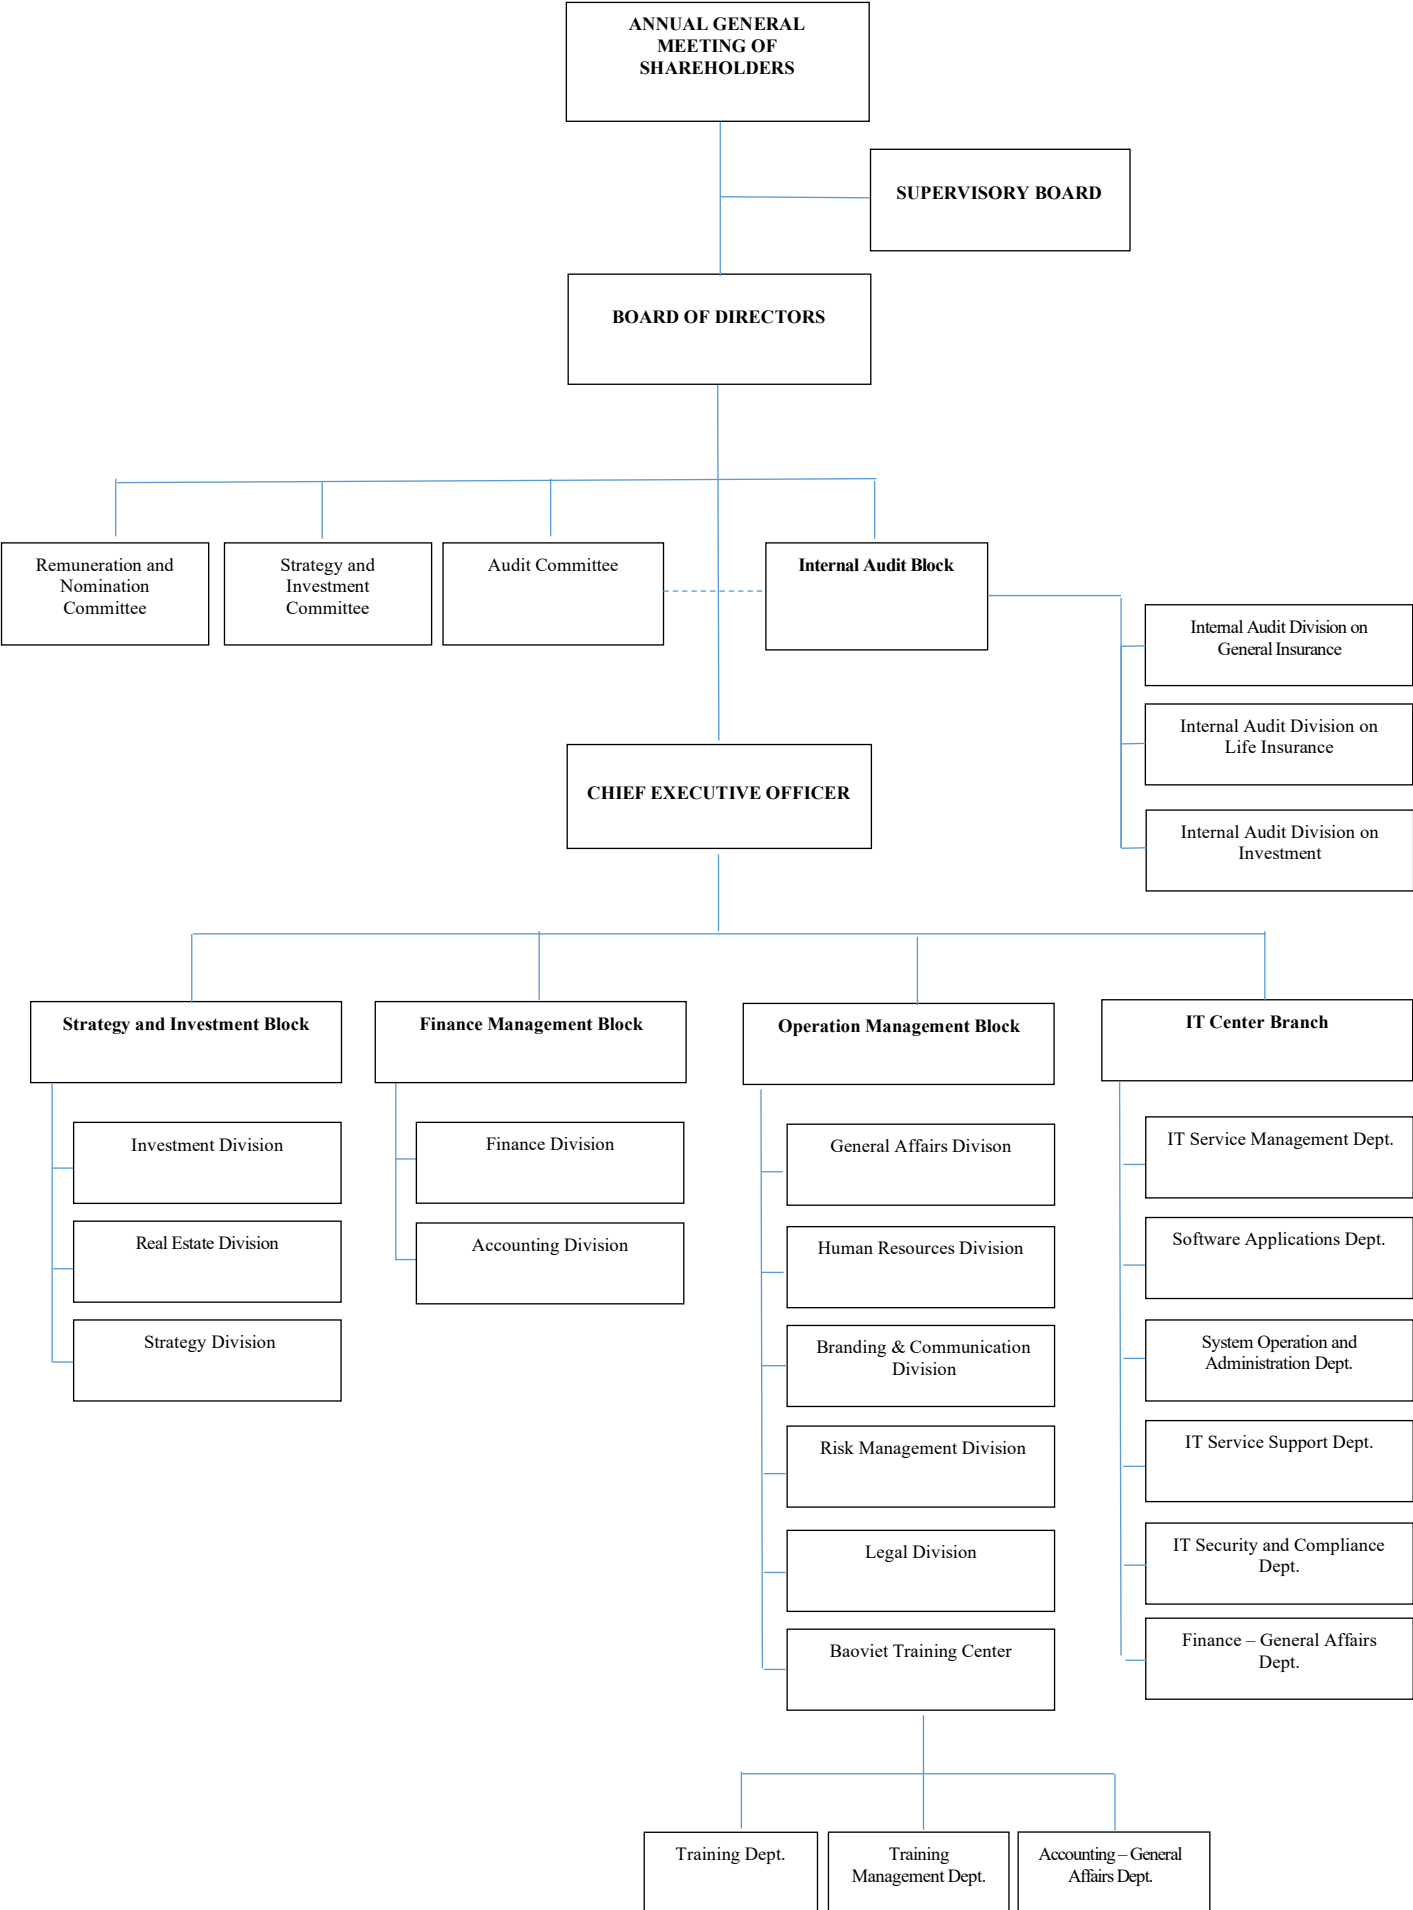 ANNUAL GENERAL
MEETING OF
SHAREHOLDERS
SUPERVISORY BOARD
BOARD OF DIRECTORS
Remuneration and
Nomination
Committee
Strategy and
Investment
Committee
Audit Committee
Internal Audit Block
Internal Audit Division on
General Insurance
Internal Audit Division on
Life Insurance
Internal Audit Division on
Investment
CHIEF EXECUTIVE OFFICER
Strategy and Investment Block
Investment Division
Real Estate Division
Strategy Division
Finance Management Block
Finance Division
Accounting Division
Operation Management Block
General Affairs Divison
Human Resources Division
Branding & Communication
Division
Risk Management Division
Legal Division
Baoviet Training Center
IT Center Branch
IT Service Management Dept.
Software Applications Dept.
System Operation and
Administration Dept.
IT Service Support Dept.
IT Security and Compliance
Dept.
Finance – General Affairs
Dept.
Training Dept.
Training
Management Dept.
Accounting – General
Affairs Dept.